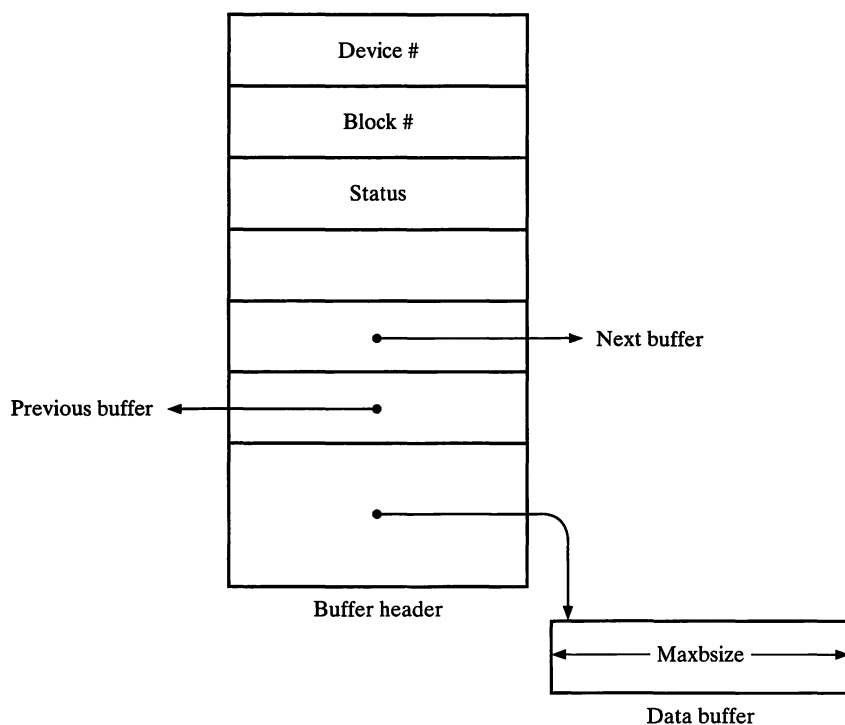 Device #
Block #
Status
Next buffer
Previous buffer
Buffer header
Maxbsize
Data buffer